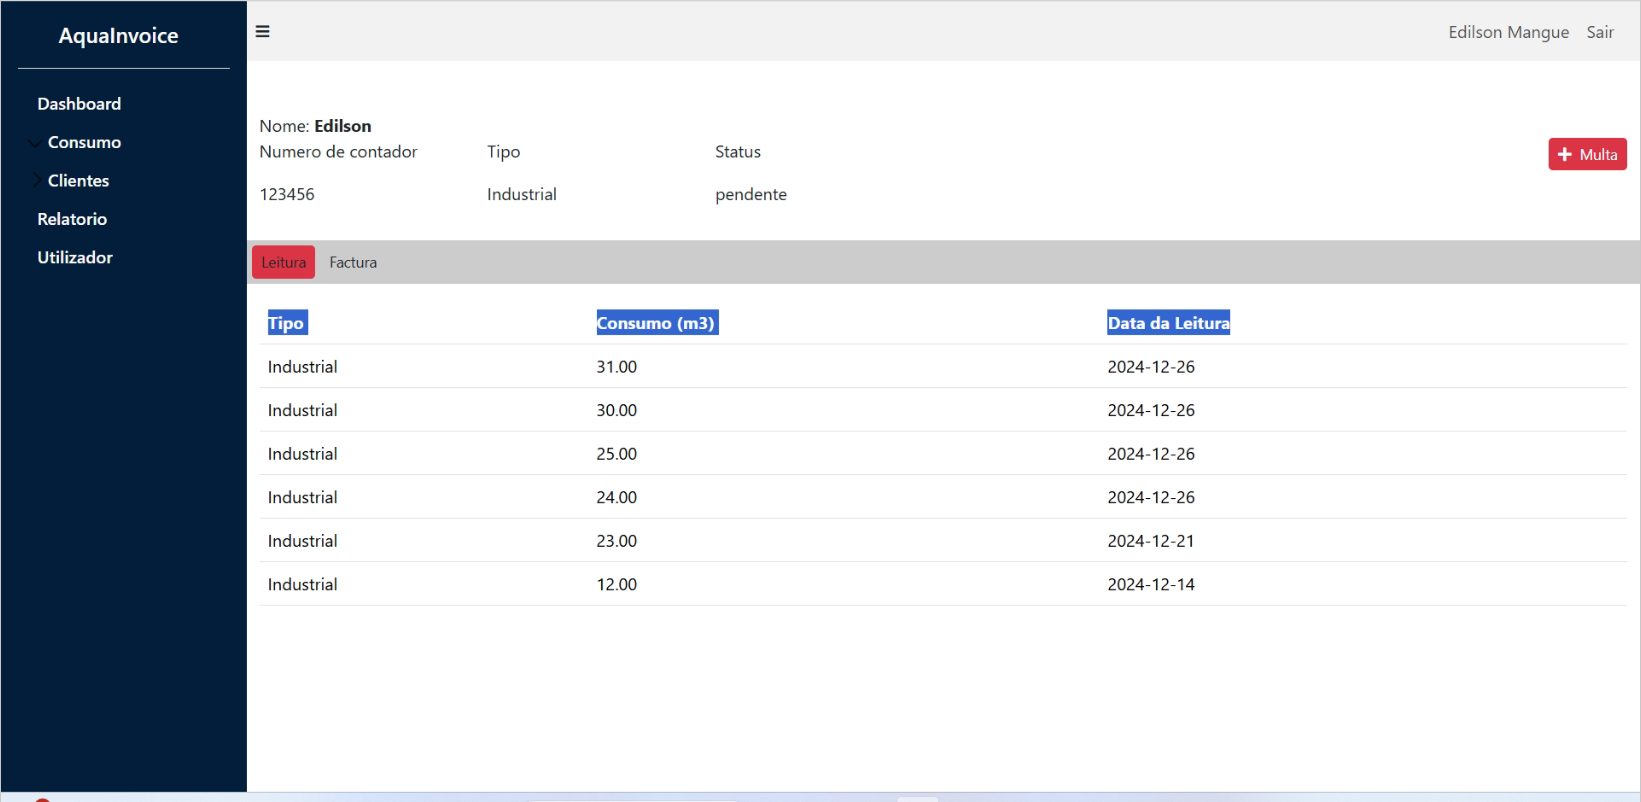 AquaInvoice
Edilson Mangue Sair
Dashboard
Consumo
Clientes
Relatorio
Utilizador
Nome: Edilson
Numero de contador Tipo Status
Multa
123456 Industrial pendente
Leitura Factura
Tipo Consumo (m3) Data da Leitura
Industrial 31.00 2024-12-26
Industrial 30.00 2024-12-26
Industrial 25.00 2024-12-26
Industrial 24.00 2024-12-26
Industrial 23.00 2024-12-21
Industrial 12.00 2024-12-14